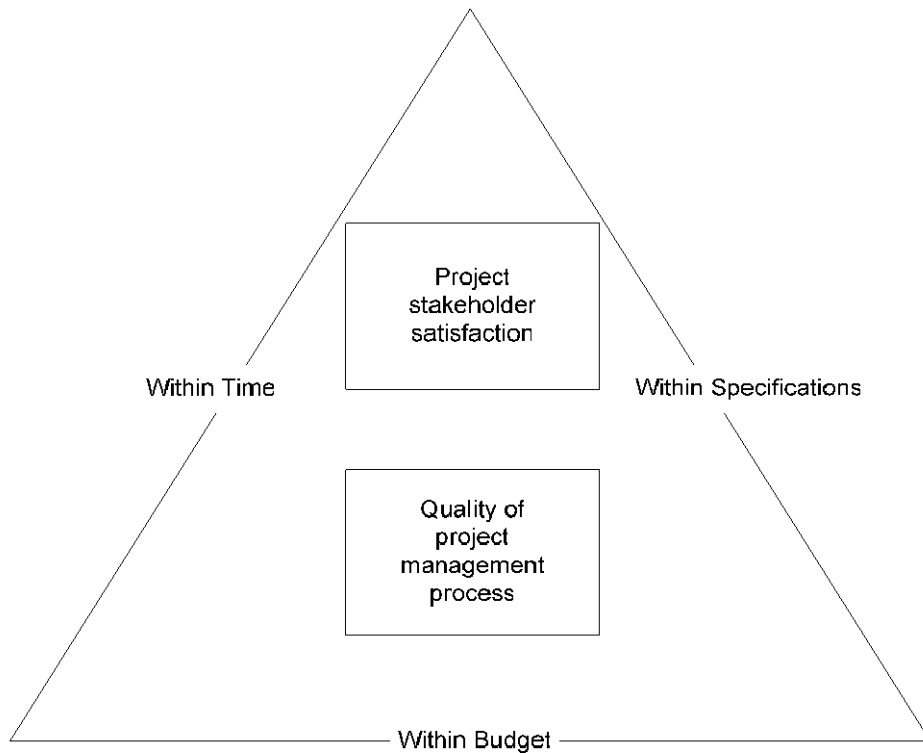 Project
stakeholder
satisfaction
Within Time
Within Specifications
Quality of
project
management
process
Within Budget